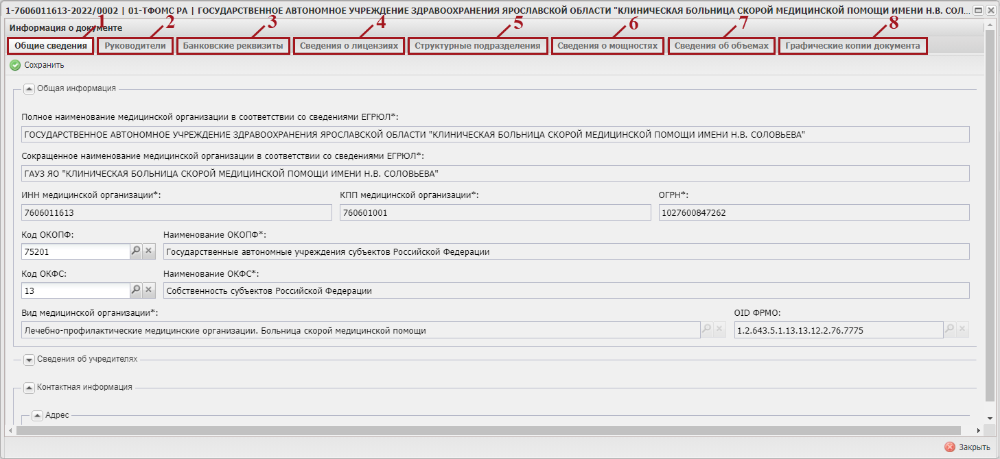 1-7606011613-2022/0002 | 01-ТФОМС РА | ГОСУДАРСТВЕННОЕ АВТОНОМНОЕ УЧРЕЖДЕНИЕ ЗДРАВООХРАНЕНИЯ ЯРОСЛАВСКОЙ ОБЛАСТИ "КЛИНИЧЕСКАЯ БОЛЬНИЦА СКОРОЙ МЕДИЦИНСКОЙ ПОМОЩИ ИМЕНИ Н.В. СОЛ...
Информация о документе
1 2 3 4 5 6 7 8
Общие сведения Руководители Банковские реквизиты Сведения о лицензиях Структурные подразделения Сведения о мощностях Сведения об объемах Графические копии документа
Сохранить
Общая информация
Полное наименование медицинской организации в соответствии со сведениями ЕГРЮЛ*:
ГОСУДАРСТВЕННОЕ АВТОНОМНОЕ УЧРЕЖДЕНИЕ ЗДРАВООХРАНЕНИЯ ЯРОСЛАВСКОЙ ОБЛАСТИ "КЛИНИЧЕСКАЯ БОЛЬНИЦА СКОРОЙ МЕДИЦИНСКОЙ ПОМОЩИ ИМЕНИ Н.В. СОЛОВЬЕВА"
Сокращенное наименование медицинской организации в соответствии со сведениями ЕГРЮЛ*:
ГАУЗ ЯО "КЛИНИЧЕСКАЯ БОЛЬНИЦА СКОРОЙ МЕДИЦИНСКОЙ ПОМОЩИ ИМЕНИ Н.В. СОЛОВЬЕВА"
ИНН медицинской организации*: КПП медицинской организации*: ОГРН*:
7606011613 760601001 1027600847262
Код ОКОПФ: Наименование ОКОПФ*:
75201 Государственные автономные учреждения субъектов Российской Федерации
Код ОКФС: Наименование ОКФС*:
13 Собственность субъектов Российской Федерации
Вид медицинской организации*: OID ФРМО:
Лечебно-профилактические медицинские организации. Больница скорой медицинской помощи 1.2.643.5.1.13.13.12.2.76.7775
Сведения об учредителях
Контактная информация
Адрес
Закрыть